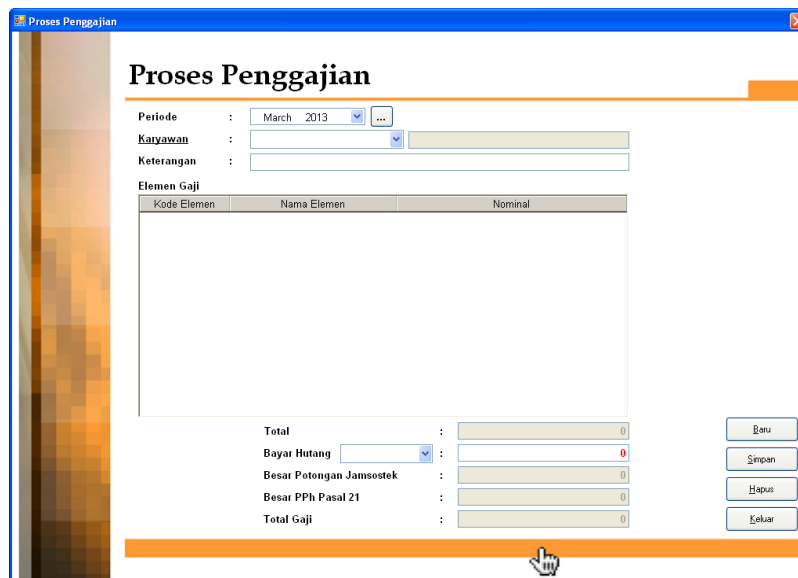 Proses Penggajian
Proses Penggajian
Periode : March 2013 ...
Karyawan :
Keterangan :
Elemen Gaji
Kode Elemen Nama Elemen Nominal
Total : 0
Baru
Bayar Hutang : 0
Simpan
Besar Potongan Jamsostek : 0
Hapus
Besar PPh Pasal 21 : 0
Total Gaji : 0
Keluar